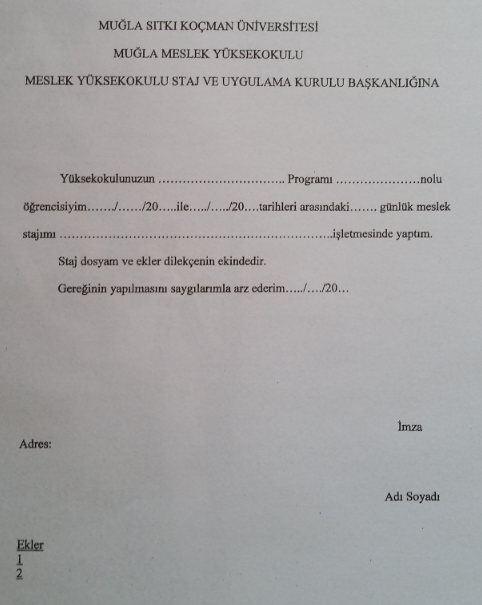 MUĞLA SITKI KOÇMAN ÜNİVERSİTESİ
MUĞLA MESLEK YÜKSEKOKULU
MESLEK YÜKSEKOKULU STAJ VE UYGULAMA KURULU BAŞKANLIĞINA
Yüksekokulunuzun ................................. Programı ......................nolu
öğrencisiyim......./....../20.....ile...../...../20....tarihleri arasındaki....... günlük meslek
stajımı ........................................................................işletmesinde yaptım.
Staj dosyam ve ekler dilekçenin ekindedir.
Gereğinin yapılmasını saygılarımla arz ederim...../..../20...
İmza
Adres:
Adı Soyadı
Ekler
1
2